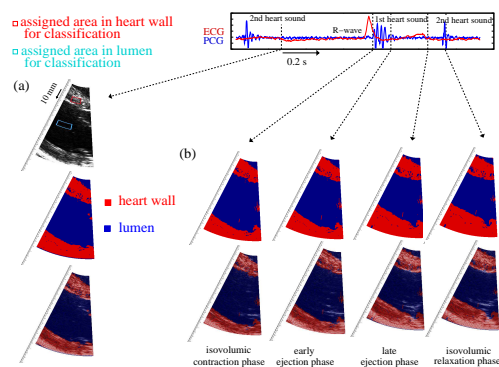 assigned area in heart wall
for classification
assigned area in lumen
for classification
2nd heart sound
R-wave
1st heart sound
2nd heart sound
ECG
PCG
0.2 s
(a)
10 mm
(b)
heart wall
lumen
isovolumic
contraction phase
early
ejection phase
late
ejection phase
isovolumic
relaxation phase